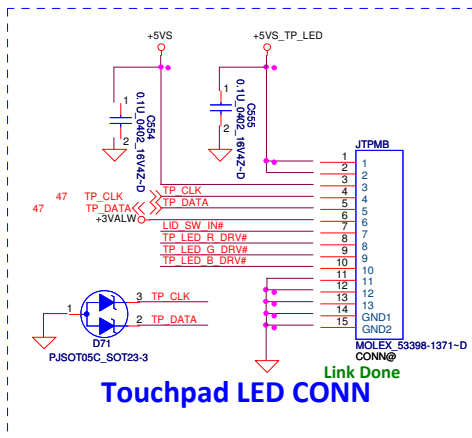 +5VS
+5VS_TP_LED
1
2
C554
0.1U_0402_16V4Z~D
1
2
C555
0.1U_0402_16V4Z~D
JTPMB
1 1
2 2
3 3
4 4
5 5
6 6
7 7
8 8
9 9
10 10
11 11
12 12
13 13
14 GND1
15 GND2
47 TP_CLK
TP_CLK
47 TP_DATA
TP_DATA
+3VALW
LID_SW_IN#
TP_LED_R_DRV#
TP_LED_G_DRV#
TP_LED_B_DRV#
1
3 TP_CLK
2 TP_DATA
D71
PJSOT05C_SOT23-3
MOLEX_53398-1371~D
CONN@
Link Done
Touchpad LED CONN